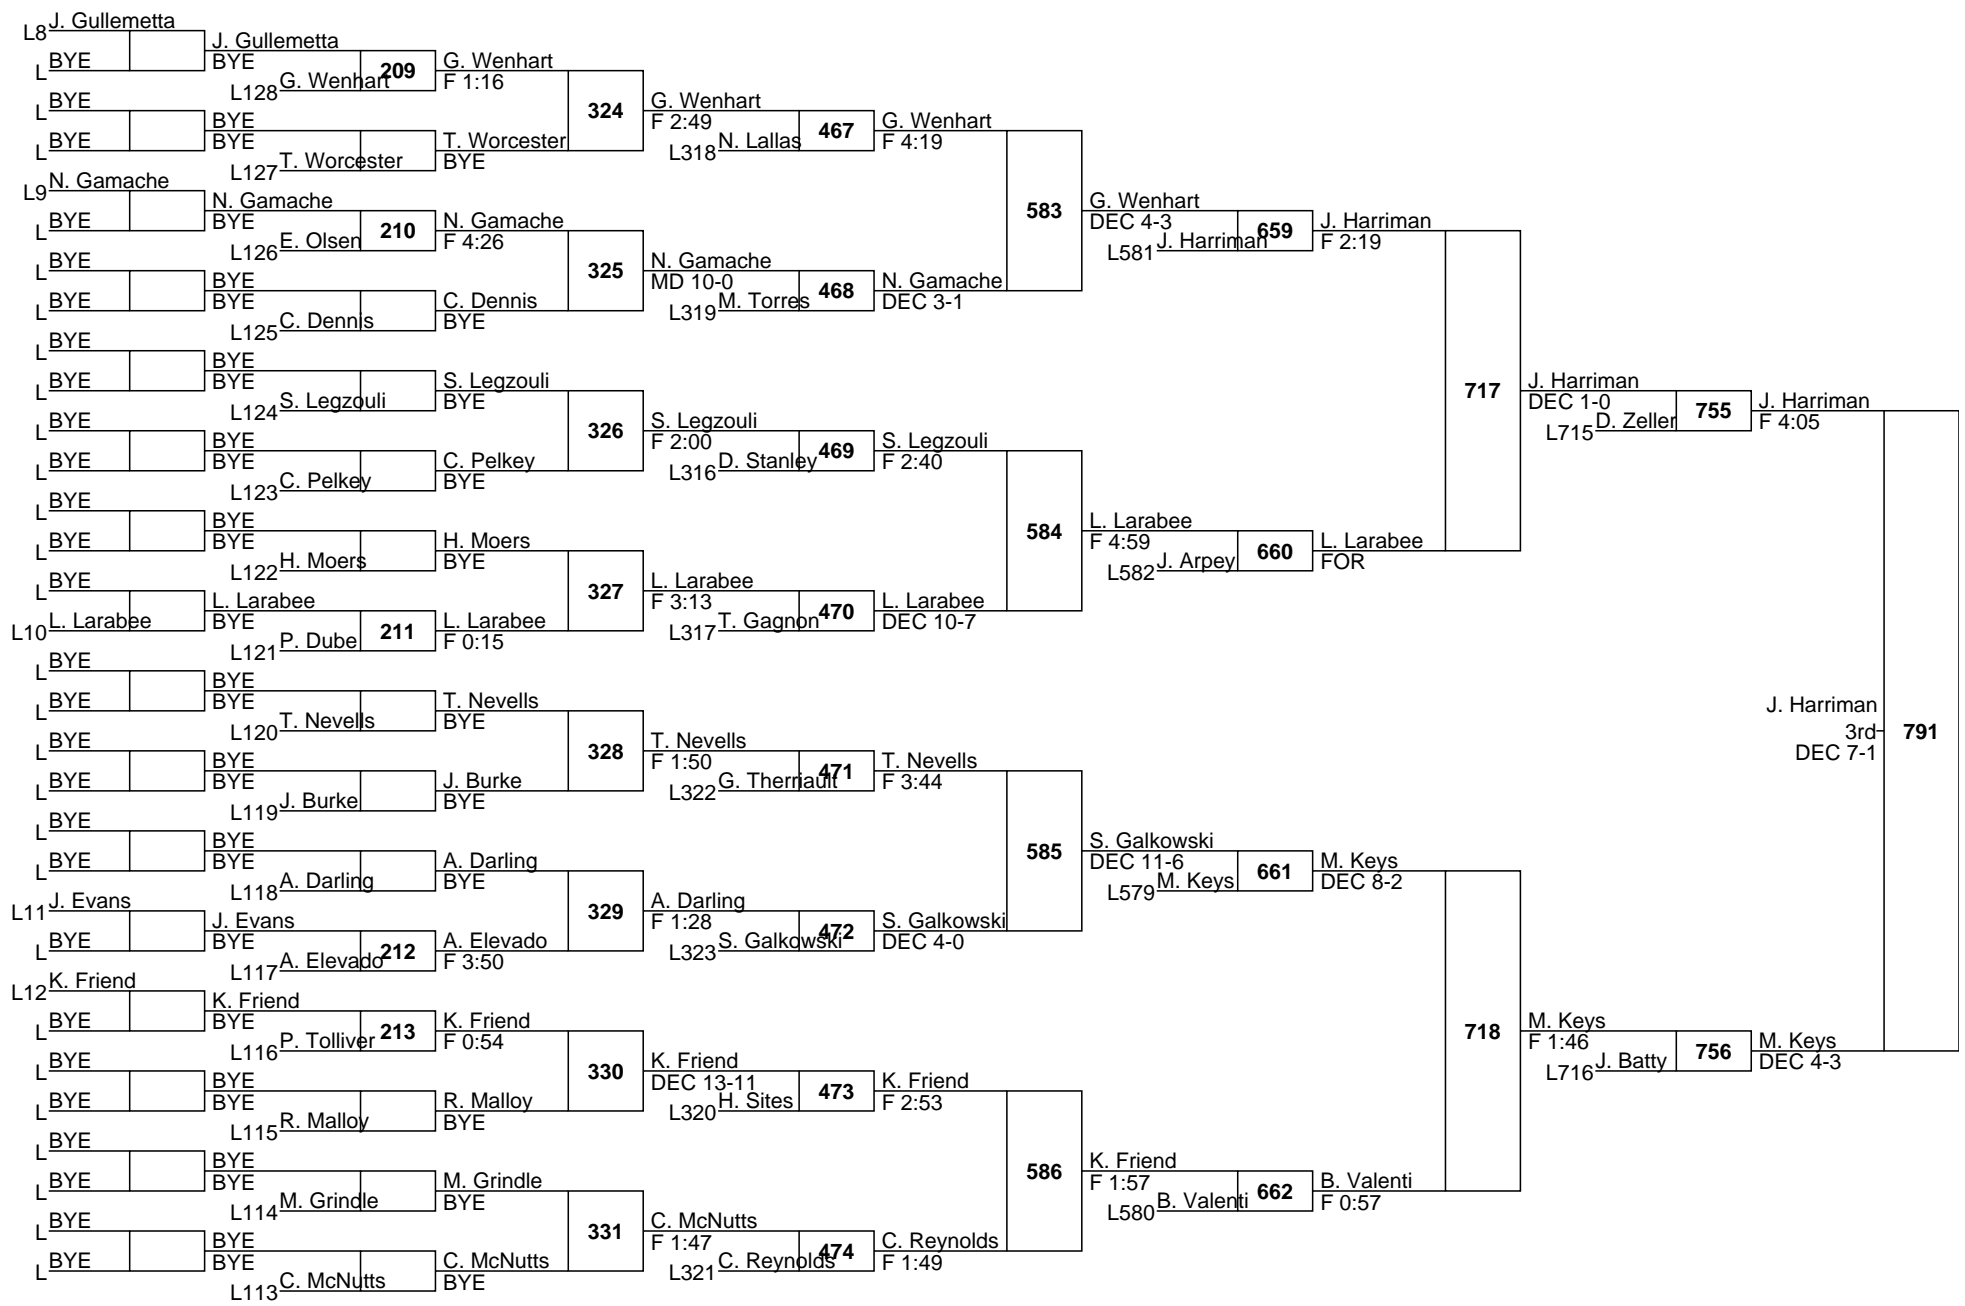 J. Gullemetta
L8
BYE
L
J. Gullemetta
BYE
L128
G. Wenhart
209
G. Wenhart
F 1:16
BYE
L
BYE
L
BYE
BYE
L127
T. Worcester
T. Worcester
BYE
324
G. Wenhart
F 2:49
L318
N. Lallas
467
G. Wenhart
F 4:19
N. Gamache
L9
BYE
L
N. Gamache
BYE
L126
E. Olsen
210
N. Gamache
F 4:26
BYE
L
BYE
L
BYE
BYE
L125
C. Dennis
C. Dennis
BYE
325
N. Gamache
MD 10-0
L319
M. Torres
468
N. Gamache
DEC 3-1
583
G. Wenhart
DEC 4-3
L581
J. Harriman
659
J. Harriman
F 2:19
BYE
L
BYE
L
BYE
BYE
L124
S. Legzouli
S. Legzouli
BYE
BYE
L
BYE
L
BYE
BYE
L123
C. Pelkey
C. Pelkey
BYE
326
S. Legzouli
F 2:00
L316
D. Stanley
469
S. Legzouli
F 2:40
BYE
L
BYE
L
BYE
BYE
L122
H. Moers
H. Moers
BYE
BYE
L
L. Larabee
L10
L. Larabee
BYE
L121
P. Dube
211
L. Larabee
F 0:15
327
L. Larabee
F 3:13
L317
T. Gagnon
470
L. Larabee
DEC 10-7
584
L. Larabee
F 4:59
L582
J. Arpey
660
L. Larabee
FOR
717
J. Harriman
DEC 1-0
L715
D. Zeller
755
J. Harriman
F 4:05
BYE
L
BYE
L
BYE
BYE
L120
T. Nevells
T. Nevells
BYE
BYE
L
BYE
L
BYE
BYE
L119
J. Burke
J. Burke
BYE
328
T. Nevells
F 1:50
L322
G. Therriault
471
T. Nevells
F 3:44
BYE
L
BYE
L
BYE
BYE
L118
A. Darling
A. Darling
BYE
J. Evans
L11
BYE
L
J. Evans
BYE
L117
A. Elevado
212
A. Elevado
F 3:50
329
A. Darling
F 1:28
L323
S. Galkowski
472
S. Galkowski
DEC 4-0
585
S. Galkowski
DEC 11-6
L579
M. Keys
661
M. Keys
DEC 8-2
K. Friend
L12
BYE
L
K. Friend
BYE
L116
P. Tolliver
213
K. Friend
F 0:54
BYE
L
BYE
L
BYE
BYE
L115
R. Malloy
R. Malloy
BYE
330
K. Friend
DEC 13-11
L320
H. Sites
473
K. Friend
F 2:53
BYE
L
BYE
L
BYE
BYE
L114
M. Grindle
M. Grindle
BYE
BYE
L
BYE
L
BYE
BYE
L113
C. McNutts
C. McNutts
BYE
331
C. McNutts
F 1:47
L321
C. Reynolds
474
C. Reynolds
F 1:49
586
K. Friend
F 1:57
L580
B. Valenti
662
B. Valenti
F 0:57
718
M. Keys
F 1:46
L716
J. Batty
756
M. Keys
DEC 4-3
J. Harriman
3rd
DEC 7-1
791